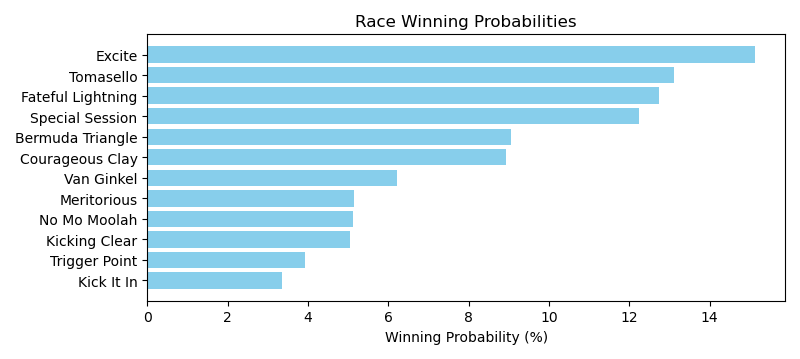 Race Winning Probabilities
Excite
Tomasello
Fateful Lightning
Special Session
Bermuda Triangle
Courageous Clay
Van Ginkel
Meritorious
No Mo Moolah
Kicking Clear
Trigger Point
Kick It In
0 2 4 6 8 10 12 14
Winning Probability (%)